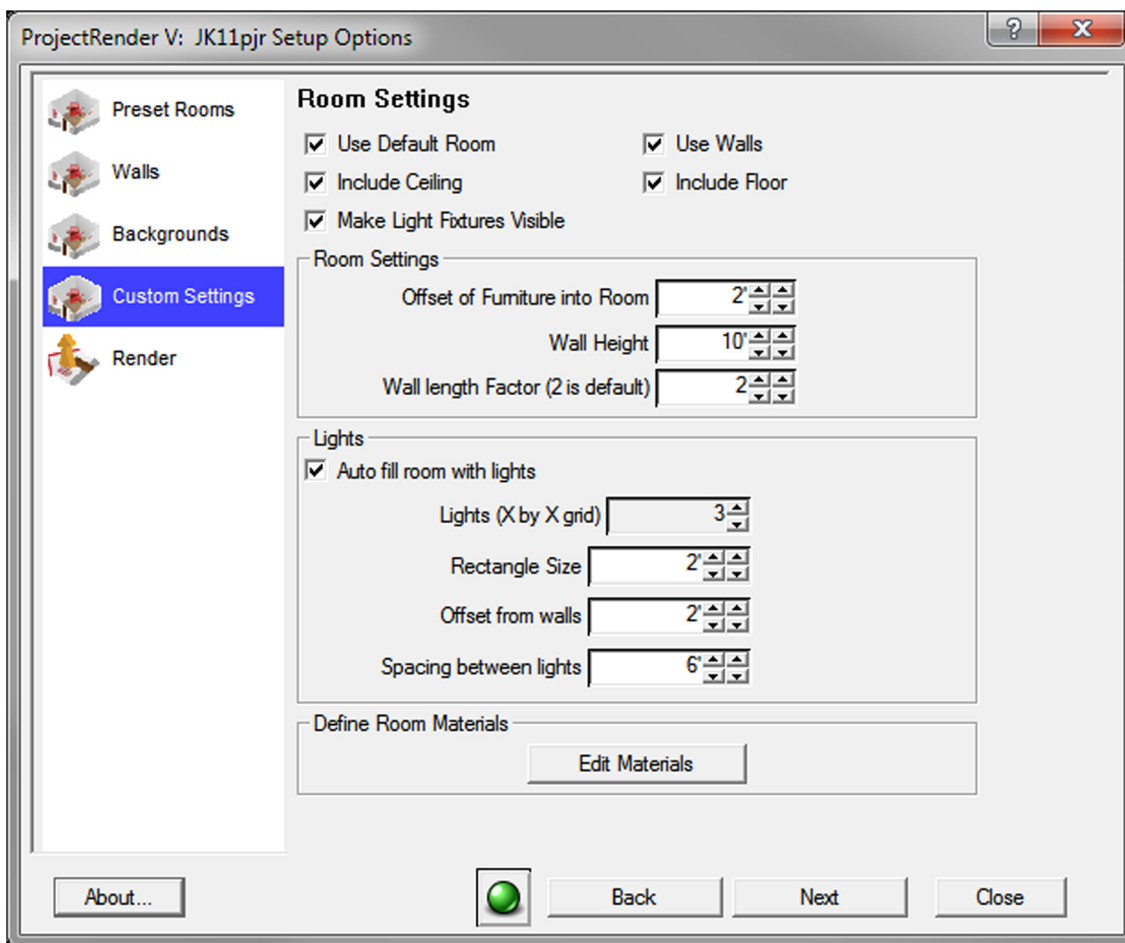 ProjectRender V:  JK11pjr Setup Options
?
X
Preset Rooms
Walls
Backgrounds
Custom Settings
Render
Room Settings
Use Default Room
Use Walls
Include Ceiling
Include Floor
Make Light Fixtures Visible
Room Settings
Offset of Furniture into Room 2'
Wall Height 10'
Wall length Factor (2 is default) 2
Lights
Auto fill room with lights
Lights (X by X grid) 3
Rectangle Size 2'
Offset from walls 2'
Spacing between lights 6'
Define Room Materials
Edit Materials
About...
Back
Next
Close